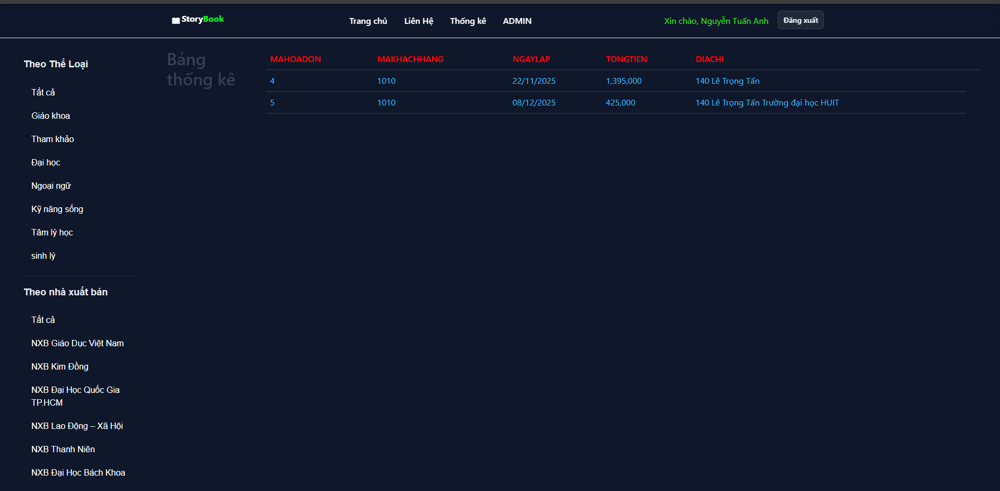 StoryBook
Trang chủ Liên Hệ Thống kê ADMIN
Xin chào, Nguyễn Tuấn Anh Đăng xuất
Theo Thể Loại
Tất cả
Giáo khoa
Tham khảo
Đại học
Ngoại ngữ
Kỹ năng sống
Tâm lý học
sinh lý
Theo nhà xuất bản
Tất cả
NXB Giáo Dục Việt Nam
NXB Kim Đồng
NXB Đại Học Quốc Gia
TP.HCM
NXB Lao Động – Xã Hội
NXB Thanh Niên
NXB Đại Học Bách Khoa
Bảng
thống kê
MAHOADON MAKHACHHANG NGAYLAP TONGTIEN DIACHI
4 1010 22/11/2025 1,395,000 140 Lê Trọng Tấn
5 1010 08/12/2025 425,000 140 Lê Trọng Tấn Trường đại học HUIT